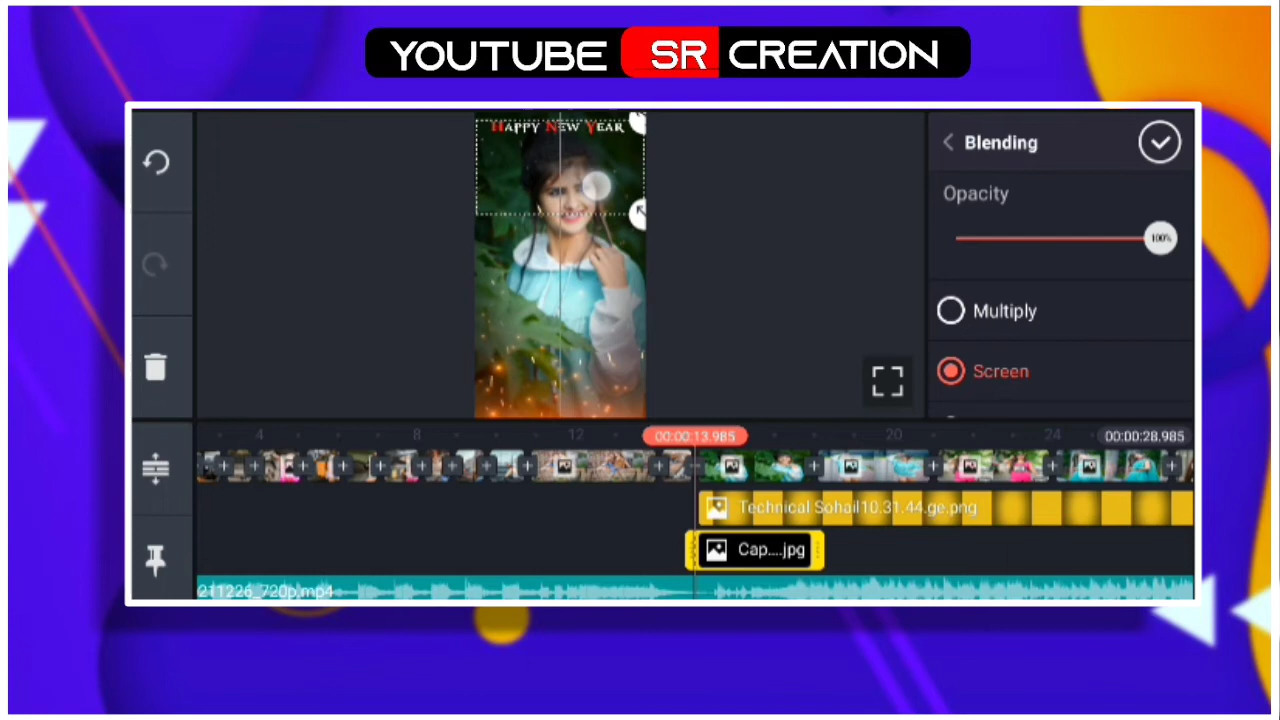 YOUTUBE SR CREATION
HAPPY NEW YEAR
Blending
Opacity
100%
Multiply
Screen
4 8 12 00:00:13.985 20 24 00:00:28.985
Technical Sohail10.31.44.ge.png
Cap....jpg
211226_720p.mp4